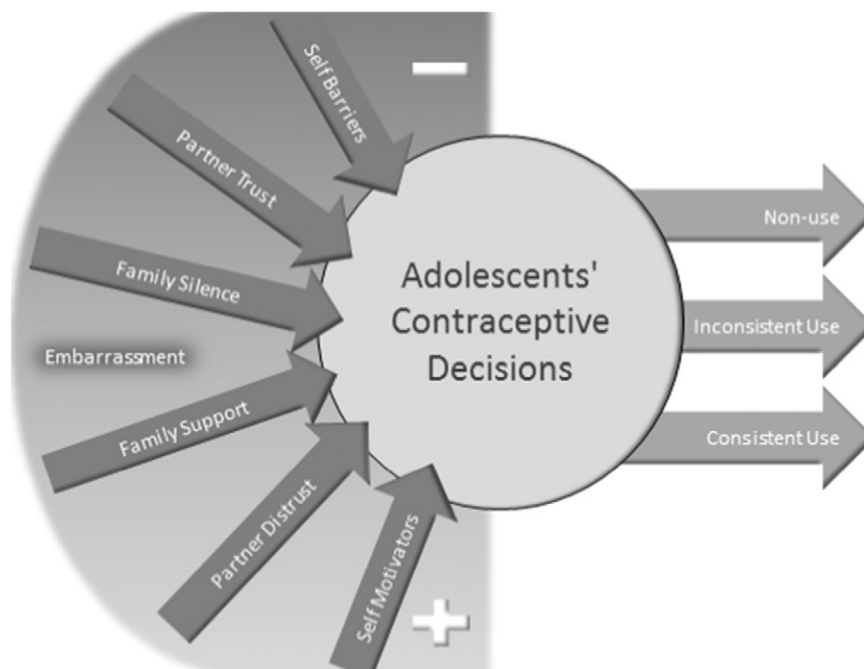 −
Self Barriers
Partner Trust
Family Silence
Embarrassment
Family Support
Partner Distrust
Self Motivators
+
Adolescents'
Contraceptive
Decisions
Non-use
Inconsistent Use
Consistent Use